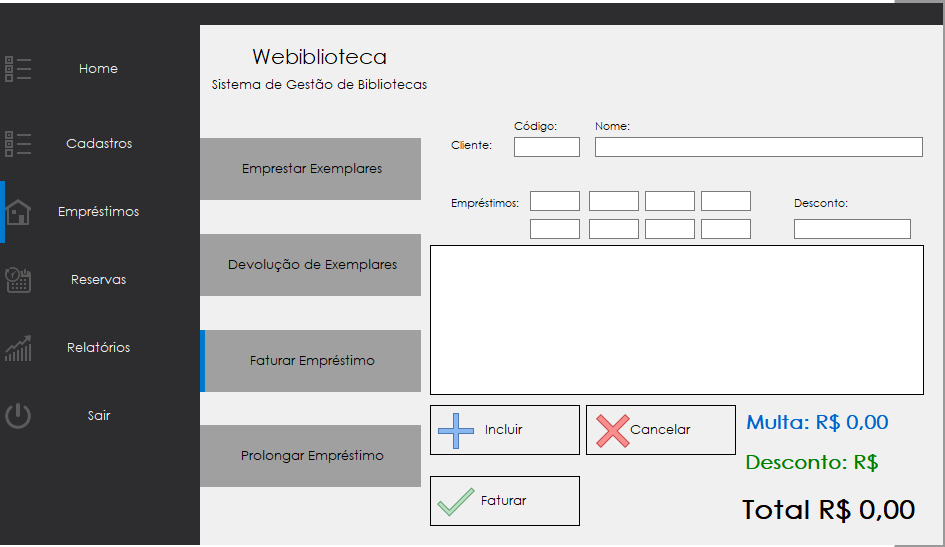 Home
Cadastros
Empréstimos
Reservas
Relatórios
Sair
Webiblioteca
Sistema de Gestão de Bibliotecas
Emprestar Exemplares
Devolução de Exemplares
Faturar Empréstimo
Prolongar Empréstimo
Código: Nome:
Cliente:
Empréstimos: Desconto:
Incluir Cancelar
Faturar
Multa: R$ 0,00
Desconto: R$
Total R$ 0,00